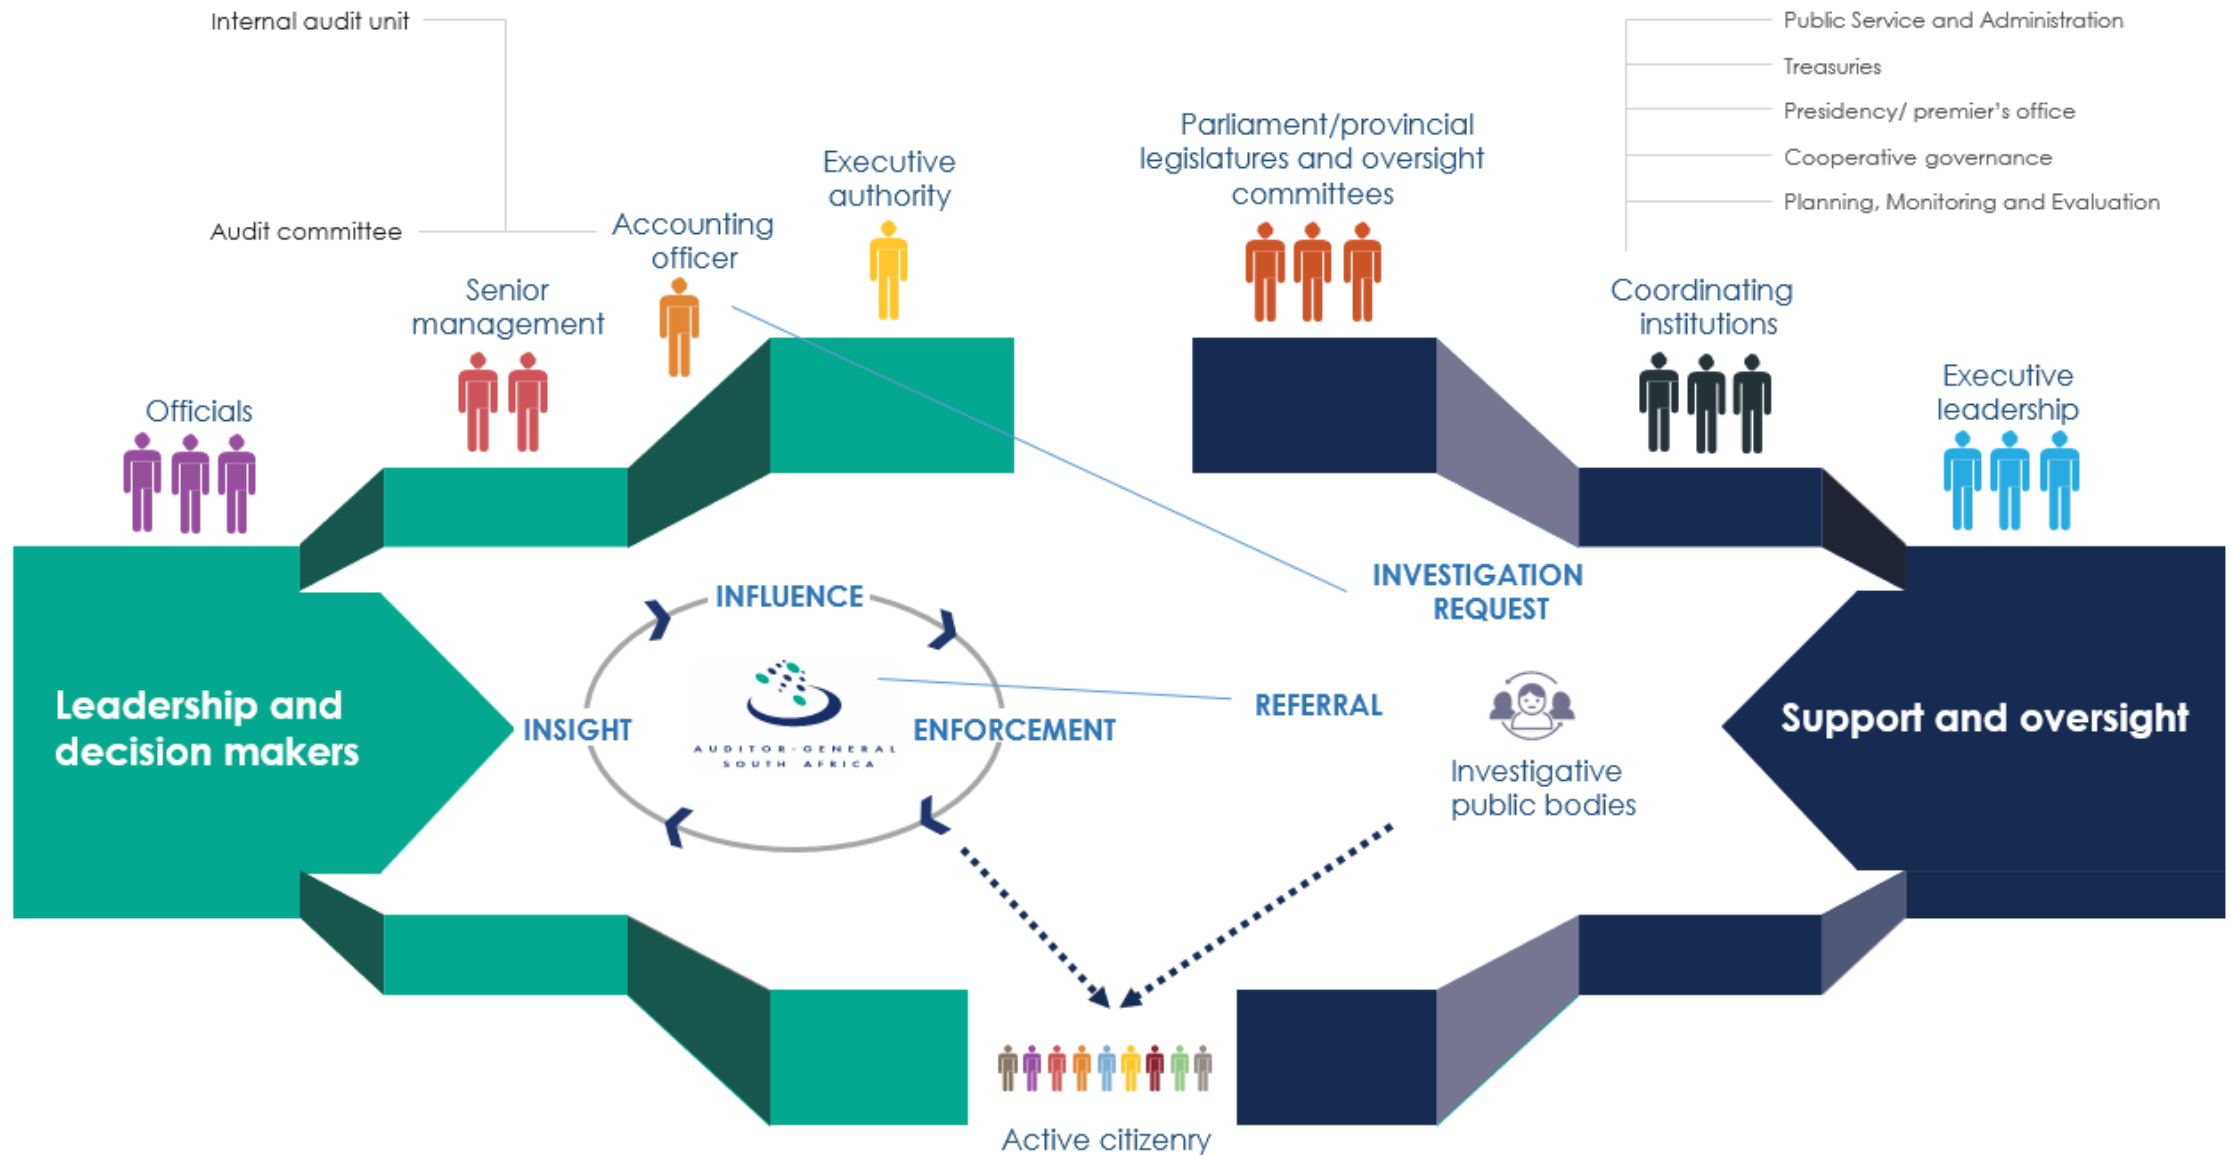 Internal audit unit
Audit committee
Accounting
officer
Executive
authority
Senior
management
Officials
Parliament/provincial
legislatures and oversight
committees
Public Service and Administration
Treasuries
Presidency/ premier's office
Cooperative governance
Planning, Monitoring and Evaluation
Coordinating
institutions
Executive
leadership
Leadership and
decision makers
INFLUENCE
INSIGHT
ENFORCEMENT
AUDITOR-GENERAL
SOUTH AFRICA
INVESTIGATION
REQUEST
REFERRAL
Investigative
public bodies
Support and oversight
Active citizenry